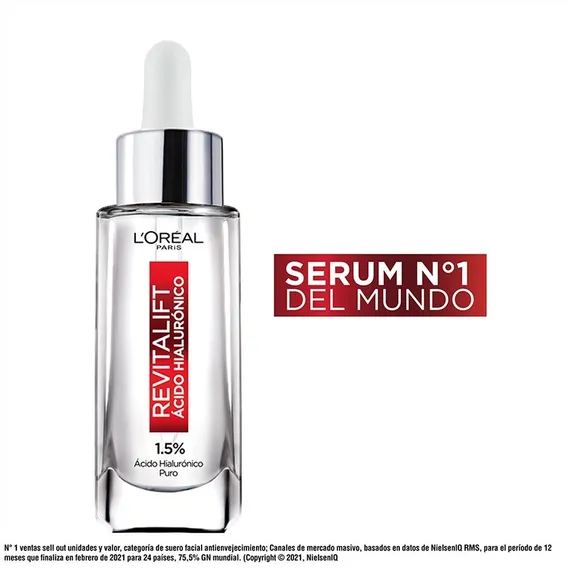 L'ORÉAL
PARIS
REVITALIFT
ÁCIDO HIALURÓNICO
1.5%
Ácido Hialurónico
Puro
SERUM N°1
DEL MUNDO
N° 1 ventas sell out unidades y valor, categoría de suero facial antienvejecimiento; Canales de mercado masivo, basados en datos de NielsenIQ RMS, para el período de 12
meses que finaliza en febrero de 2021 para 24 países, 75,5% GN mundial. (Copyright © 2021, NielsenIQ